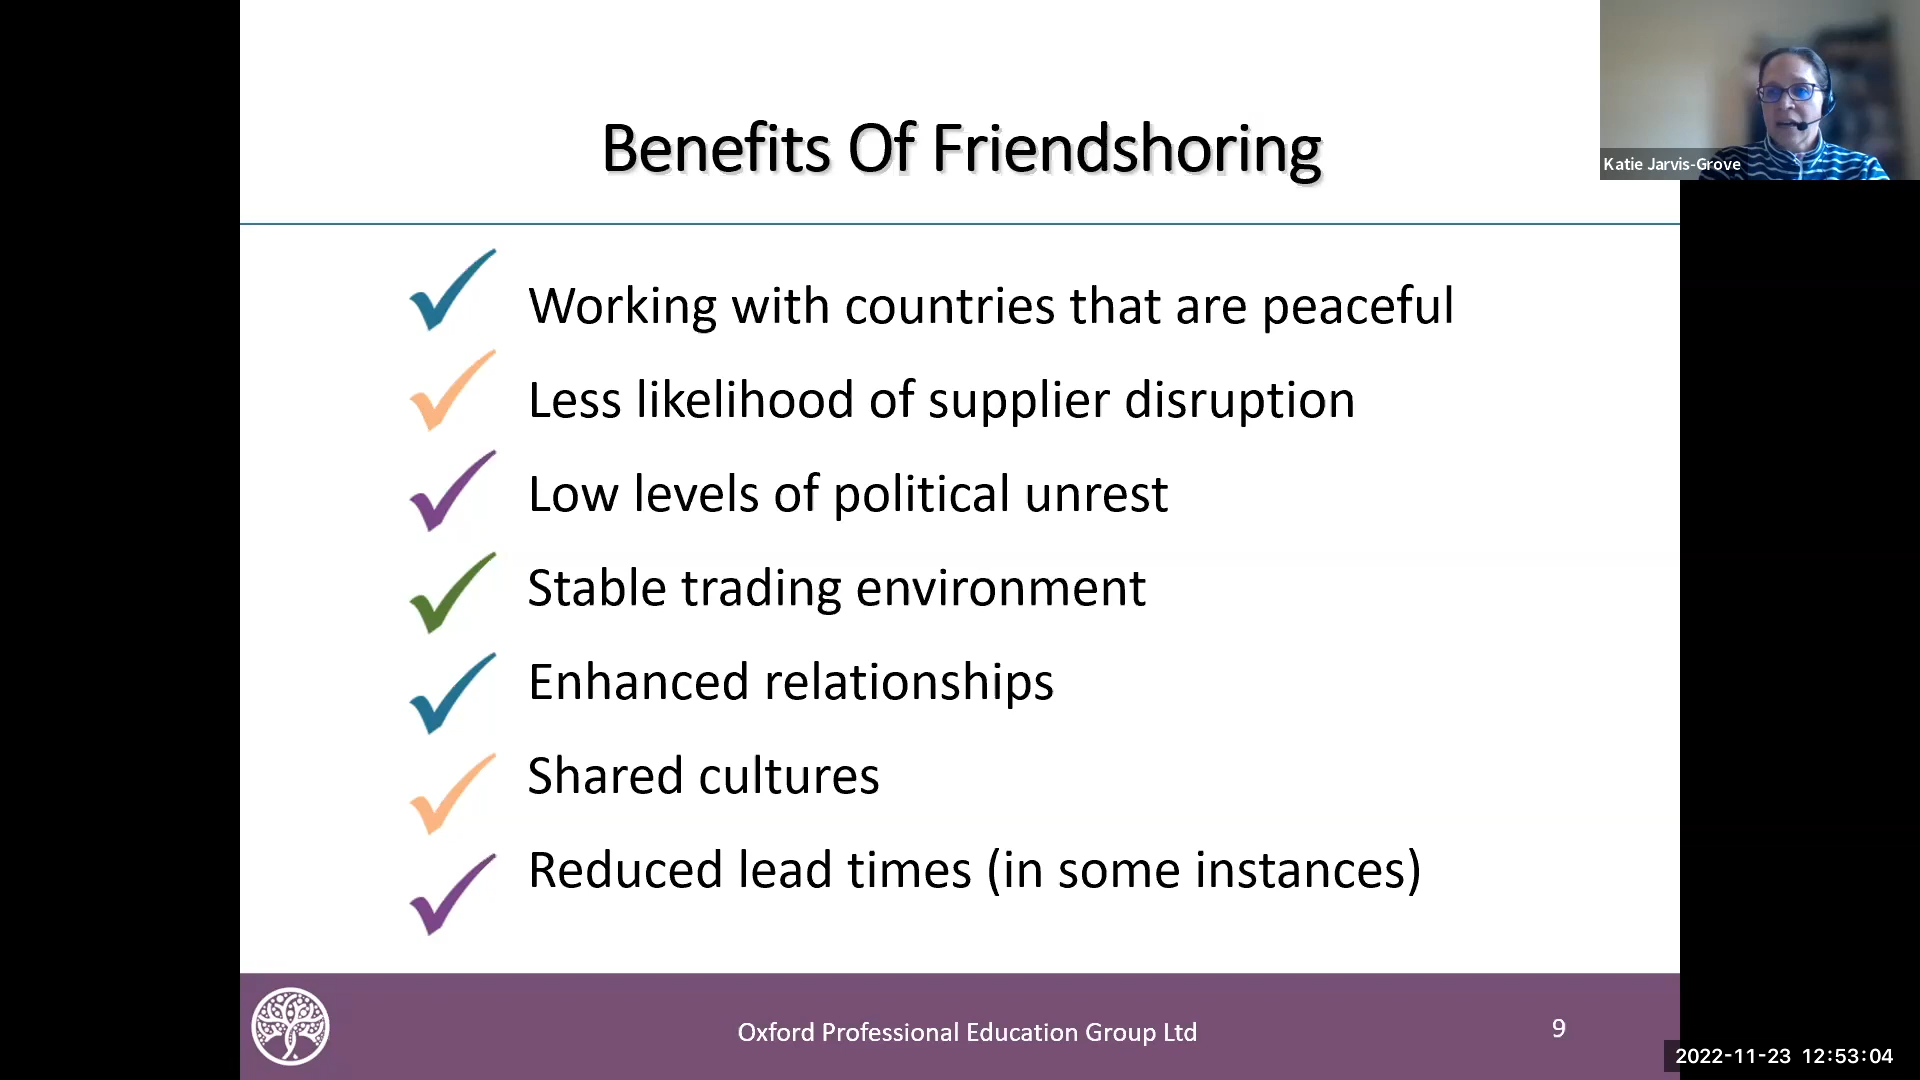 Benefits Of Friendshoring
Katie Jarvis-Grove
Working with countries that are peaceful
Less likelihood of supplier disruption
Low levels of political unrest
Stable trading environment
Enhanced relationships
Shared cultures
Reduced lead times (in some instances)
Oxford Professional Education Group Ltd
9
2022-11-23 12:53:04